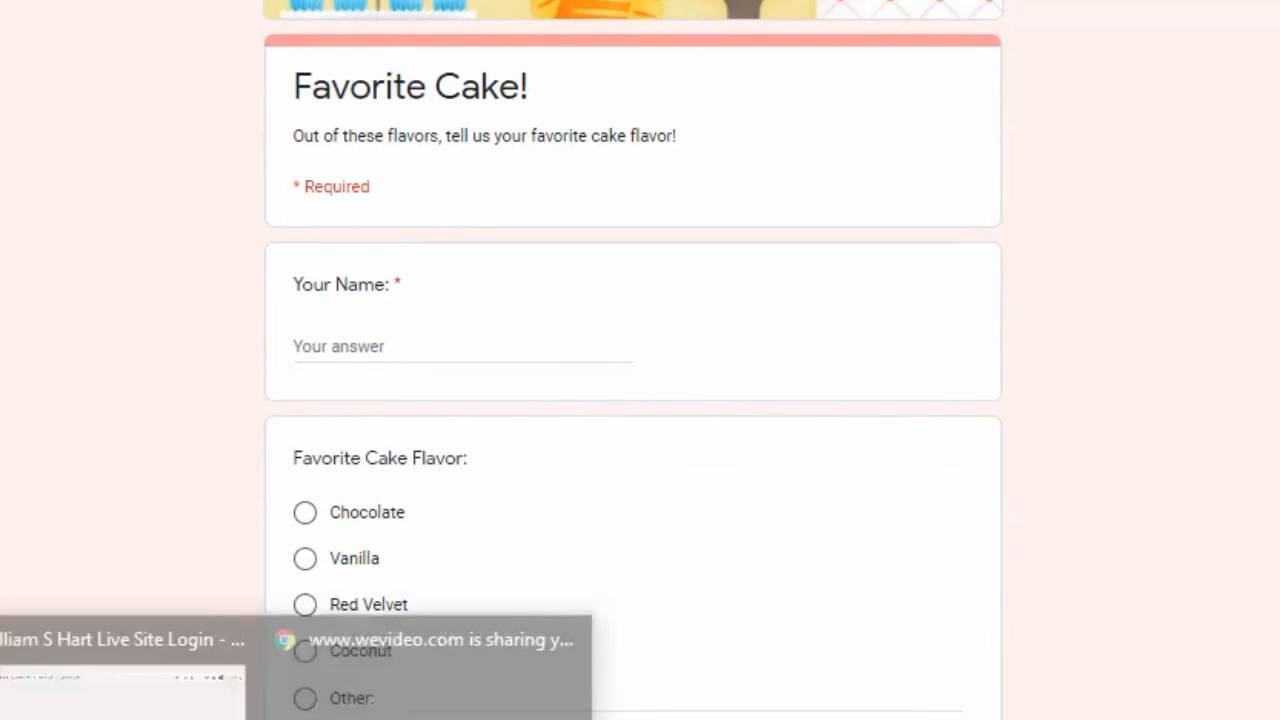 Favorite Cake!
Out of these flavors, tell us your favorite cake flavor!
* Required
Your Name: *
Your answer
Favorite Cake Flavor:
Chocolate
Vanilla
Red Velvet
lliam S Hart Live Site Login - ...
www.wevideo.com is sharing y...
Coconut
Other: